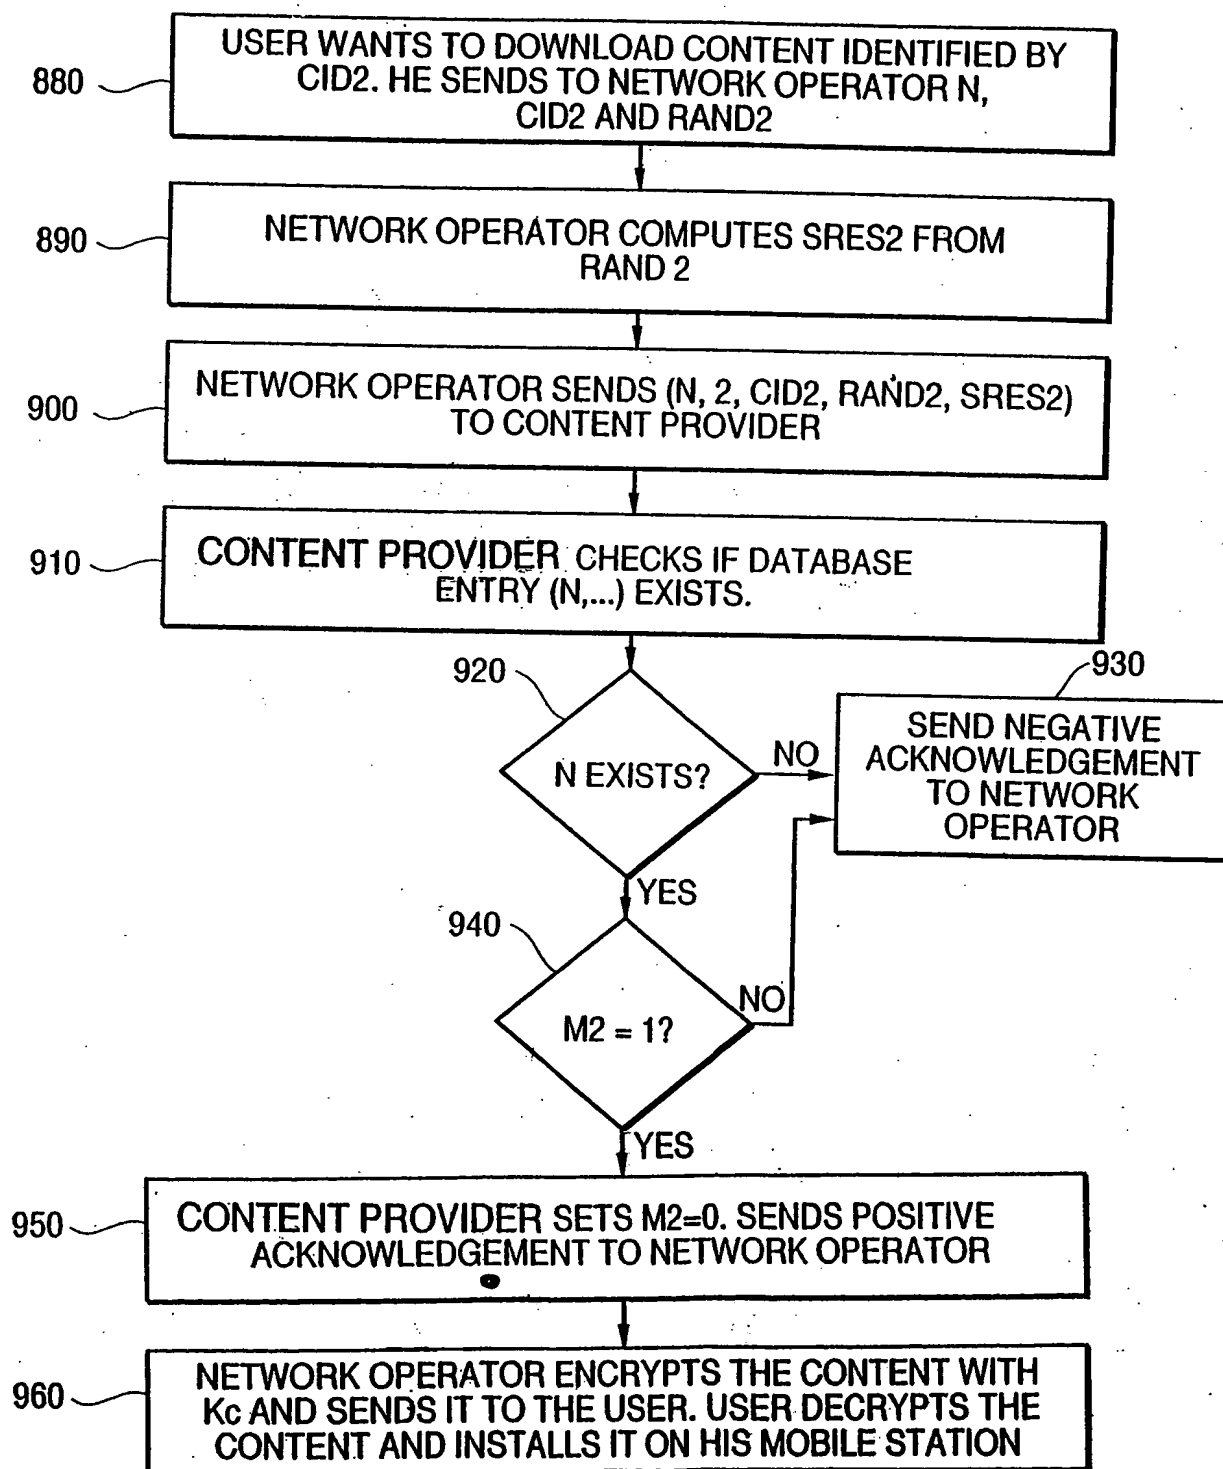 880
USER WANTS TO DOWNLOAD CONTENT IDENTIFIED BY
CID2. HE SENDS TO NETWORK OPERATOR N,
CID2 AND RAND2
890
NETWORK OPERATOR COMPUTES SRES2 FROM
RAND 2
900
NETWORK OPERATOR SENDS (N, 2, CID2, RAND2, SRES2)
TO CONTENT PROVIDER
910
CONTENT PROVIDER CHECKS IF DATABASE
ENTRY (N,...) EXISTS.
920
N EXISTS?
NO
930
SEND NEGATIVE
ACKNOWLEDGEMENT
TO NETWORK
OPERATOR
YES
940
M2 = 1?
NO
YES
950
CONTENT PROVIDER SETS M2=0. SENDS POSITIVE
ACKNOWLEDGEMENT TO NETWORK OPERATOR
960
NETWORK OPERATOR ENCRYPTS THE CONTENT WITH
Kc AND SENDS IT TO THE USER. USER DECRYPTS THE
CONTENT AND INSTALLS IT ON HIS MOBILE STATION